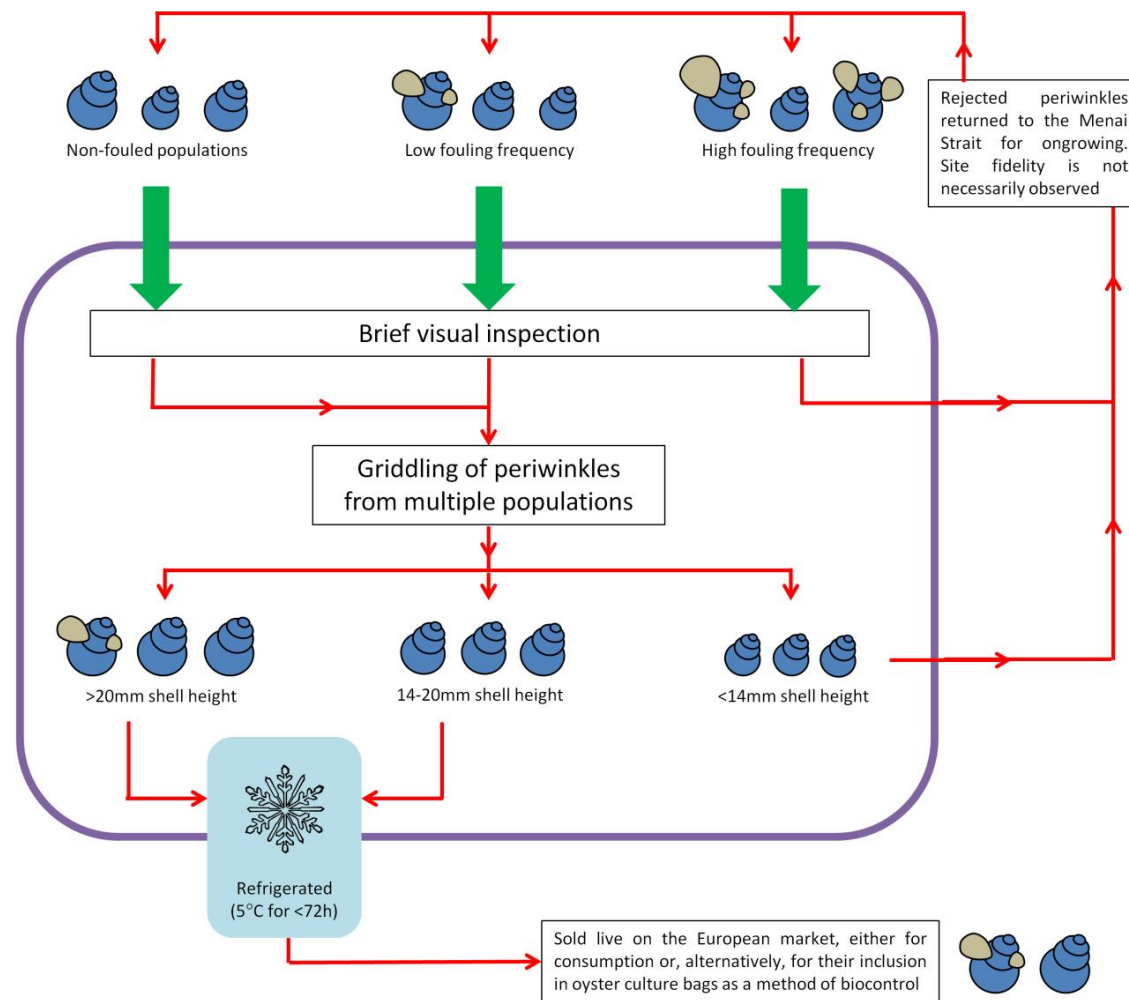 Non-fouled populations
Low fouling frequency
High fouling frequency
Rejected periwinkles
returned to the Menai
Strait for ongrowing.
Site fidelity is not
necessarily observed
Brief visual inspection
Griddling of periwinkles
from multiple populations
>20mm shell height
14-20mm shell height
<14mm shell height
Refrigerated
(5°C for <72h)
Sold live on the European market, either for
consumption or, alternatively, for their inclusion
in oyster culture bags as a method of biocontrol